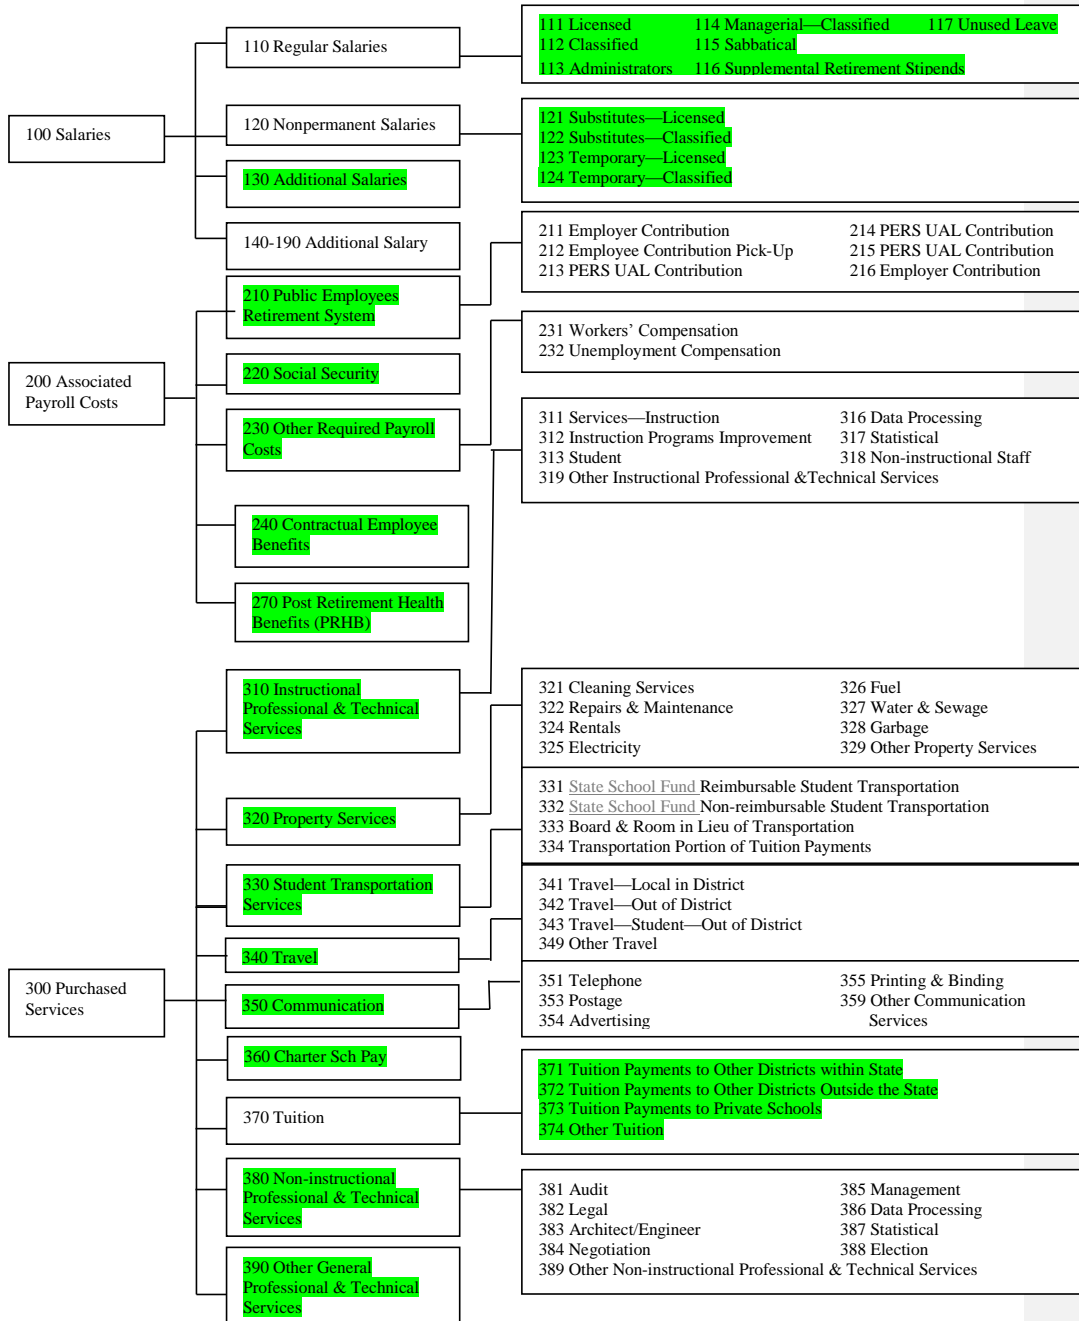 111 Licensed 114 Managerial—Classified 117 Unused Leave
112 Classified 115 Sabbatical
113 Administrators 116 Supplemental Retirement Stipends
110 Regular Salaries
100 Salaries
120 Nonpermanent Salaries
121 Substitutes—Licensed
122 Substitutes—Classified
123 Temporary—Licensed
124 Temporary—Classified
130 Additional Salaries
140-190 Additional Salary
211 Employer Contribution 214 PERS UAL Contribution
212 Employee Contribution Pick-Up 215 PERS UAL Contribution
213 PERS UAL Contribution 216 Employer Contribution
210 Public Employees
Retirement System
231 Workers' Compensation
232 Unemployment Compensation
200 Associated
Payroll Costs
220 Social Security
230 Other Required Payroll
Costs
311 Services—Instruction 316 Data Processing
312 Instruction Programs Improvement 317 Statistical
313 Student 318 Non-instructional Staff
319 Other Instructional Professional &Technical Services
240 Contractual Employee
Benefits
270 Post Retirement Health
Benefits (PRHB)
310 Instructional
Professional & Technical
Services
321 Cleaning Services 326 Fuel
322 Repairs & Maintenance 327 Water & Sewage
324 Rentals 328 Garbage
325 Electricity 329 Other Property Services
320 Property Services
331 State School Fund Reimbursable Student Transportation
332 State School Fund Non-reimbursable Student Transportation
333 Board & Room in Lieu of Transportation
334 Transportation Portion of Tuition Payments
330 Student Transportation
Services
341 Travel—Local in District
342 Travel—Out of District
343 Travel—Student—Out of District
349 Other Travel
340 Travel
300 Purchased
Services
350 Communication
351 Telephone 355 Printing & Binding
353 Postage 359 Other Communication
354 Advertising Services
360 Charter Sch Pay
370 Tuition
371 Tuition Payments to Other Districts within State
372 Tuition Payments to Other Districts Outside the State
373 Tuition Payments to Private Schools
374 Other Tuition
380 Non-instructional
Professional & Technical
Services
381 Audit 385 Management
382 Legal 386 Data Processing
383 Architect/Engineer 387 Statistical
384 Negotiation 388 Election
389 Other Non-instructional Professional & Technical Services
390 Other General
Professional & Technical
Services